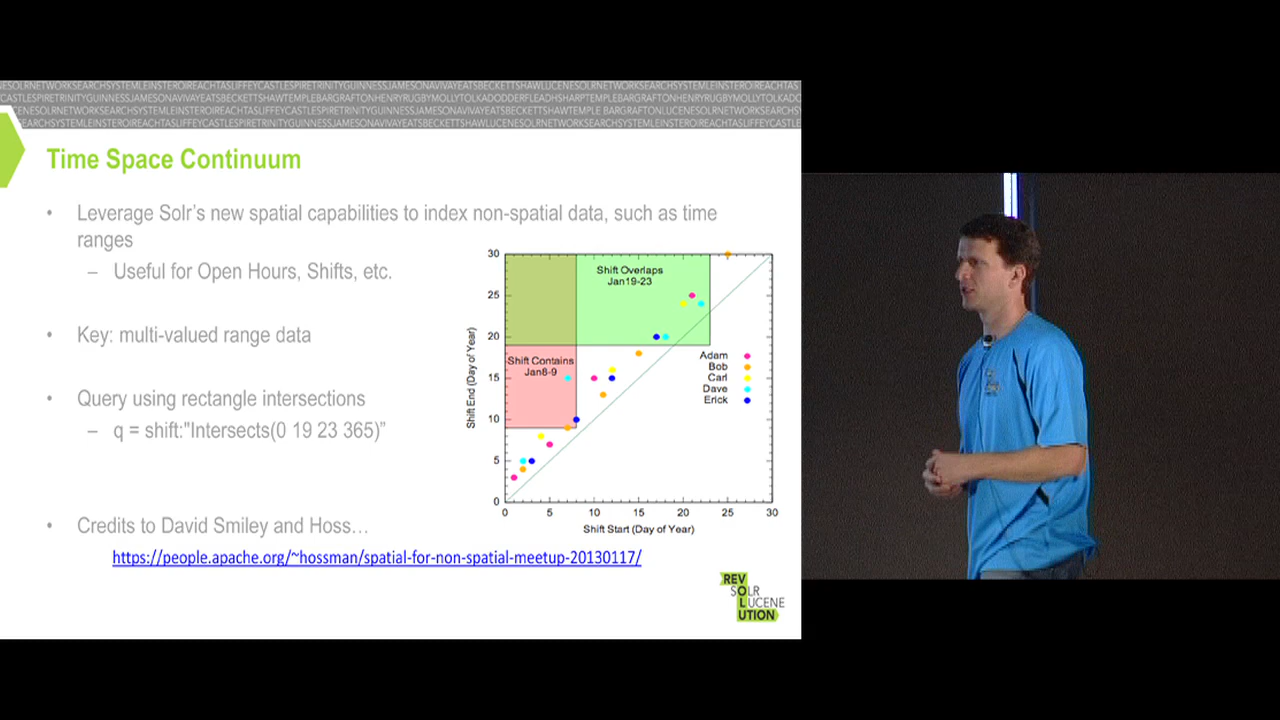 Time Space Continuum
• Leverage Solr's new spatial capabilities to index non-spatial data, such as time
ranges
– Useful for Open Hours, Shifts, etc.
• Key: multi-valued range data
• Query using rectangle intersections
– q = shift:"Intersects(0 19 23 365)”
• Credits to David Smiley and Hoss…
https://people.apache.org/~hossman/spatial-for-non-spatial-meetup-20130117/
Shift End (Day of Year)
30
25
20
15
10
5
0
Shift Overlaps
Jan19-23
Shift Contains
Jan8-9
Adam
Bob
Carl
Dave
Erick
0 5 10 15 20 25 30
Shift Start (Day of Year)
REV
SOLR
LUCENE
UTION